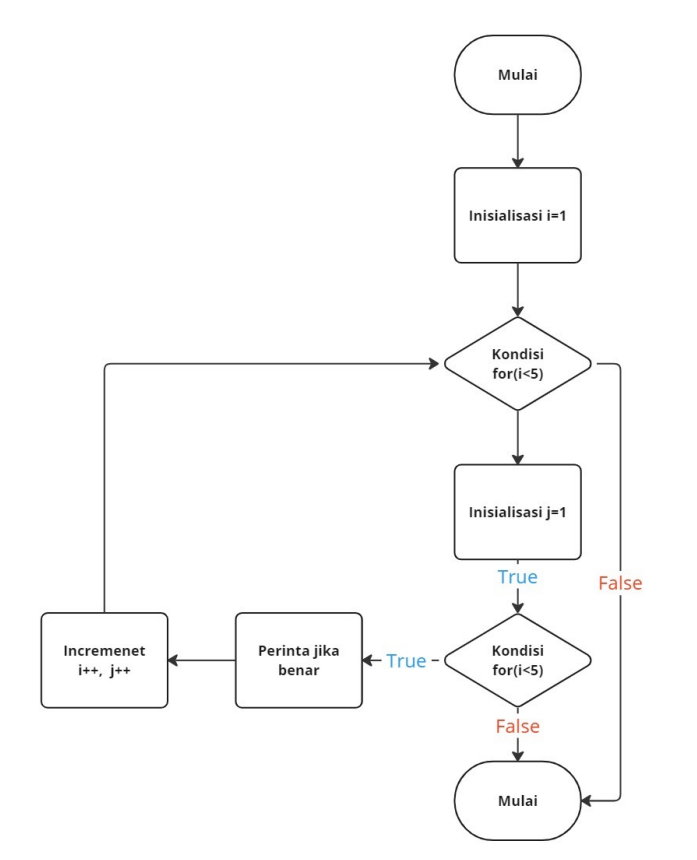 Mulai
Inisialisasi i=1
Kondisi
for(i<5)
Inisialisasi j=1
True
False
Incremenet
i++, j++
Perinta jika
benar
True
Kondisi
for(i<5)
False
Mulai